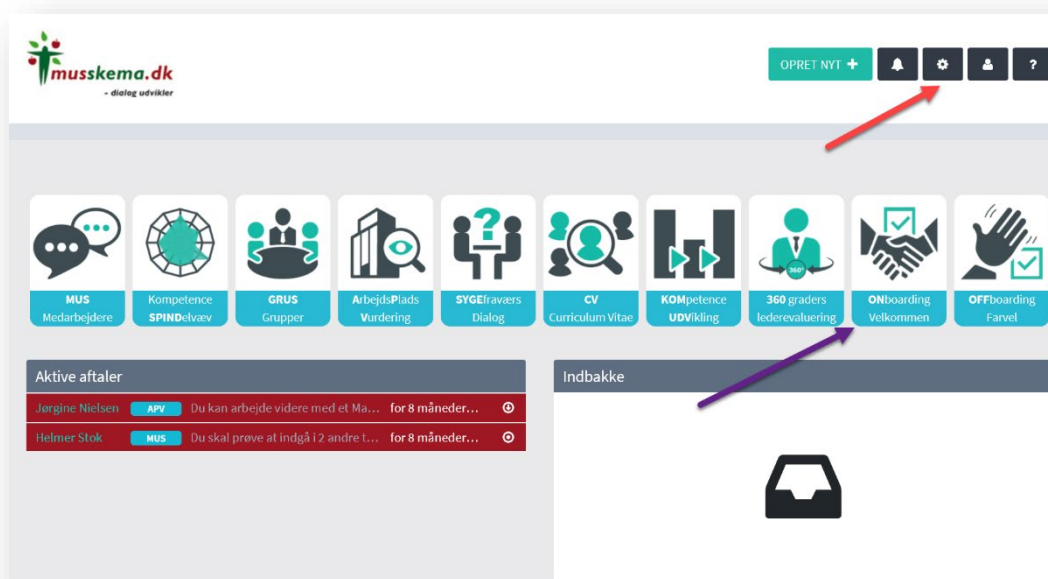 musskema.dk
- dialog udvikler
OPRET NYT +
?
MUS
Medarbejdere
Kompetence
SPINDelvæv
GRUS
Grupper
ArbejdsPlads
Vurdering
?
SYGEfraværs
Dialog
CV
Curriculum Vitae
KOMpetence
UDVikling
360°
360 graders
lederevaluering
ONboarding
Velkommen
OFFboarding
Farvel
Aktive aftaler
Jørgine Nielsen APV Du kan arbejde videre med et Ma... for 8 måneder...
Helmer Stok MUS Du skal prøve at indgå i 2 andre t... for 8 måneder...
Indbakke